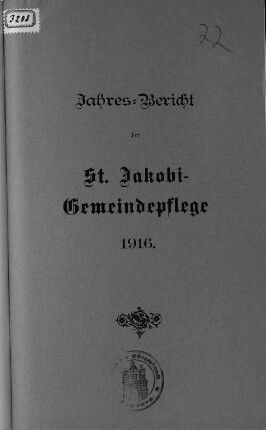 3208
22
Jahres-Bericht
der
St. Jakobi-
Gemeindepflege
1916.